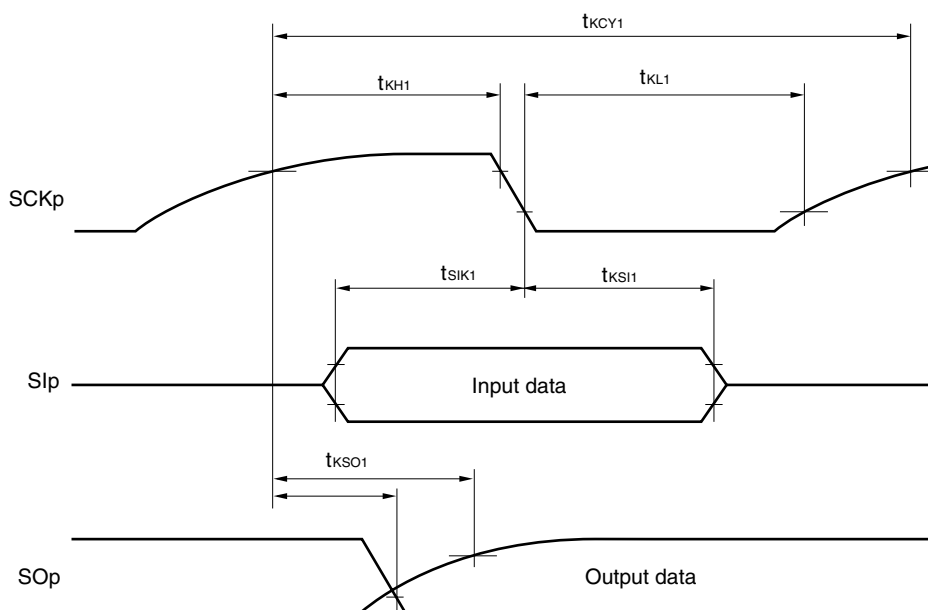 tKCY1
tKH1
tKL1
SCKp
tSIK1
tKSI1
SIp
Input data
tKSO1
SOp
Output data